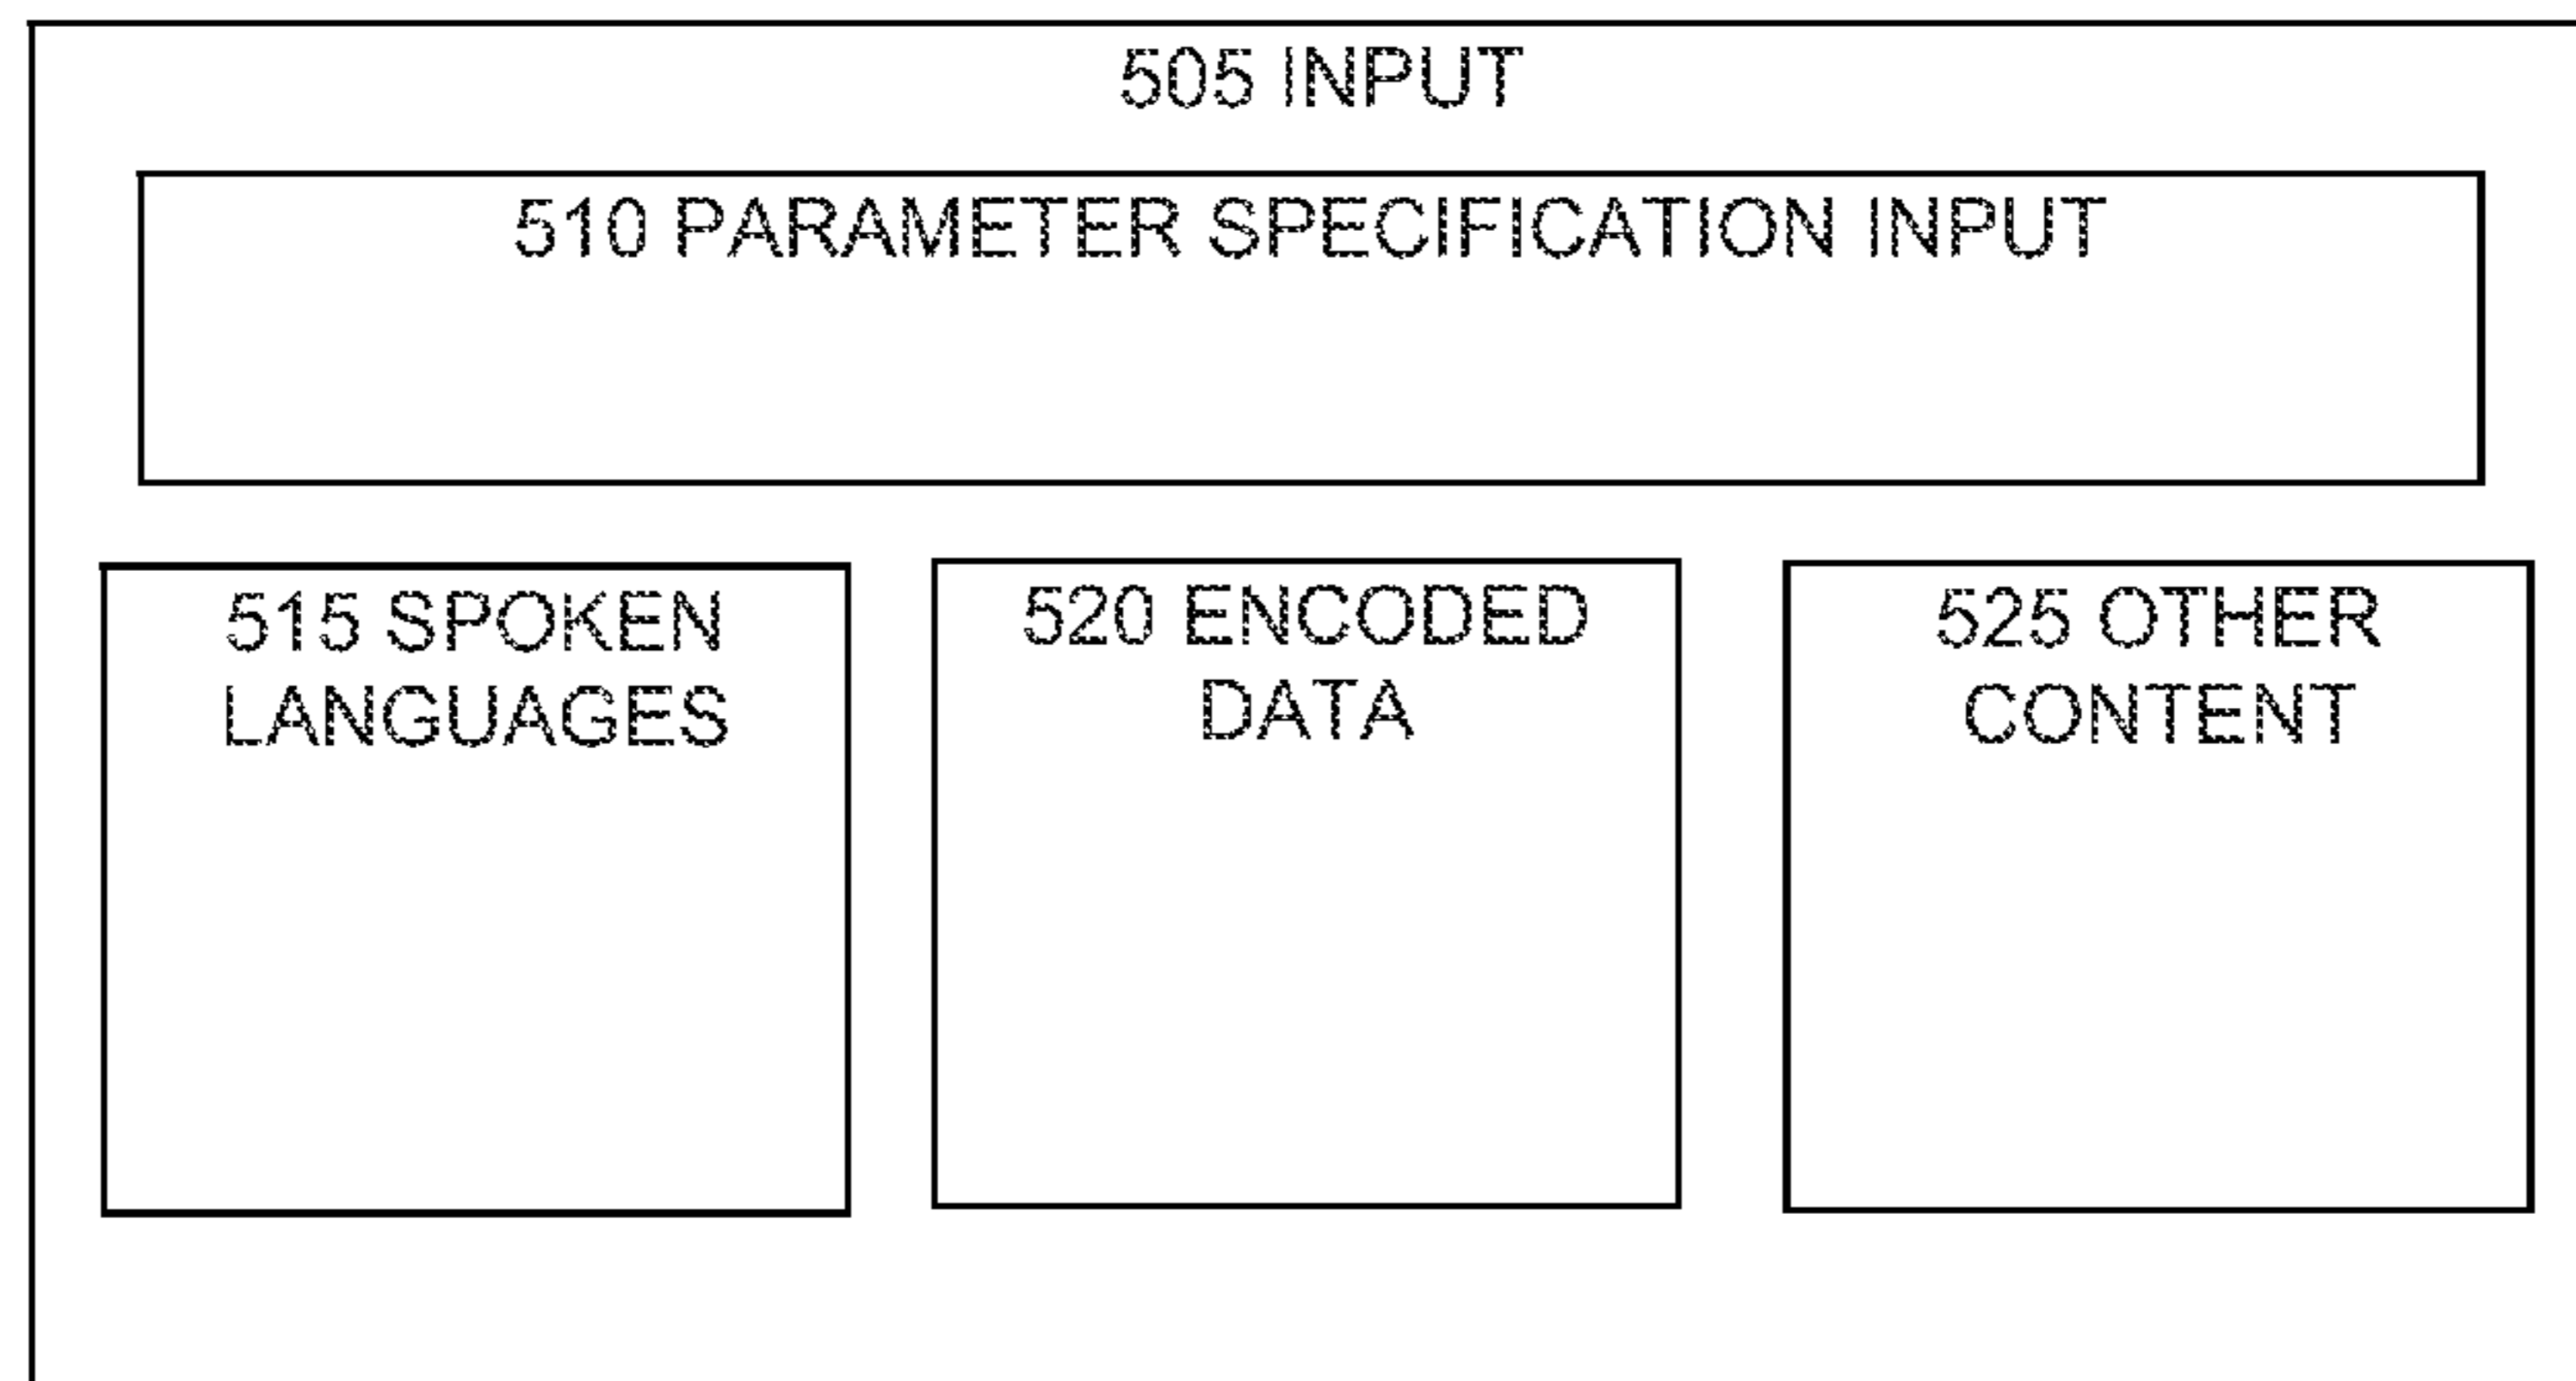 505 INPUT
510 PARAMETER SPECIFICATION INPUT
515 SPOKEN
LANGUAGES
520 ENCODED
DATA
525 OTHER
CONTENT